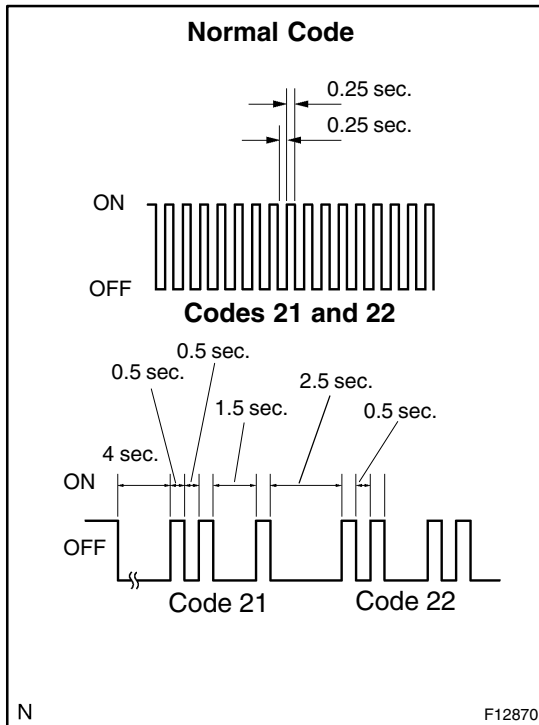 Normal Code
0.25 sec.
0.25 sec.
ON
OFF
Codes 21 and 22
0.5 sec.
0.5 sec.
2.5 sec.
1.5 sec.
0.5 sec.
4 sec.
ON
OFF
Code 21
Code 22
N
F12870